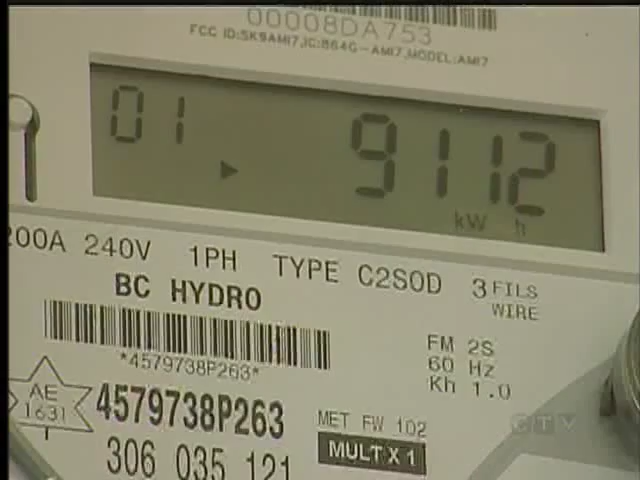 00008DA753
FCC ID:SK9AMI7,IC:864G-AMI7,MODEL:AMI7
01 9112
kW h
200A 240V 1PH TYPE C2SOD 3 FILS WIRE
BC HYDRO
*4579738P263*
FM 2S
60 Hz
Kh 1.0
AE
1631
4579738P263
MET FW 102
MULT X 1
306 035 121
CTV